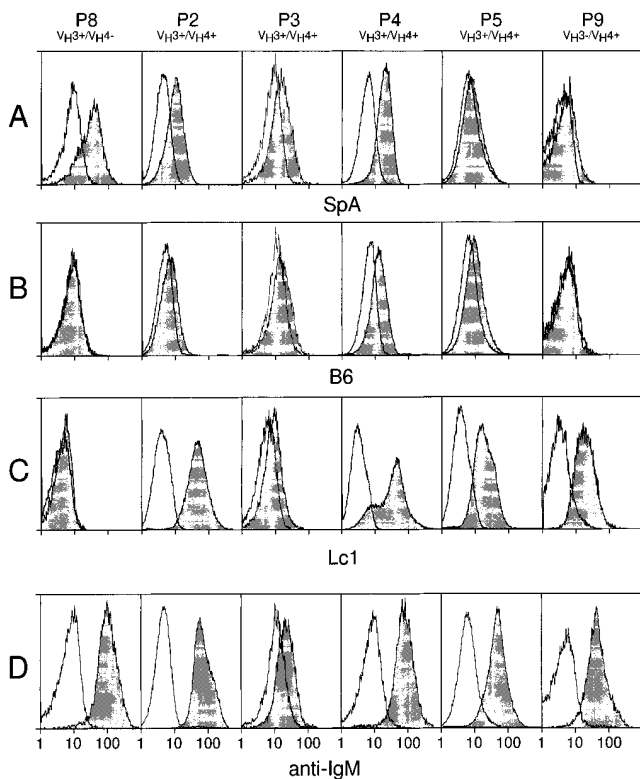 P8 P2 P3 P4 P5 P9
VH3+/VH4- VH3+/VH4+ VH3+/VH4+ VH3+/VH4+ VH3+/VH4+ VH3-/VH4+
A
SpA
B
B6
C
Lc1
D
1 10 100 1 10 100 1 10 100 1 10 100 1 10 100 1 10 100
anti-IgM